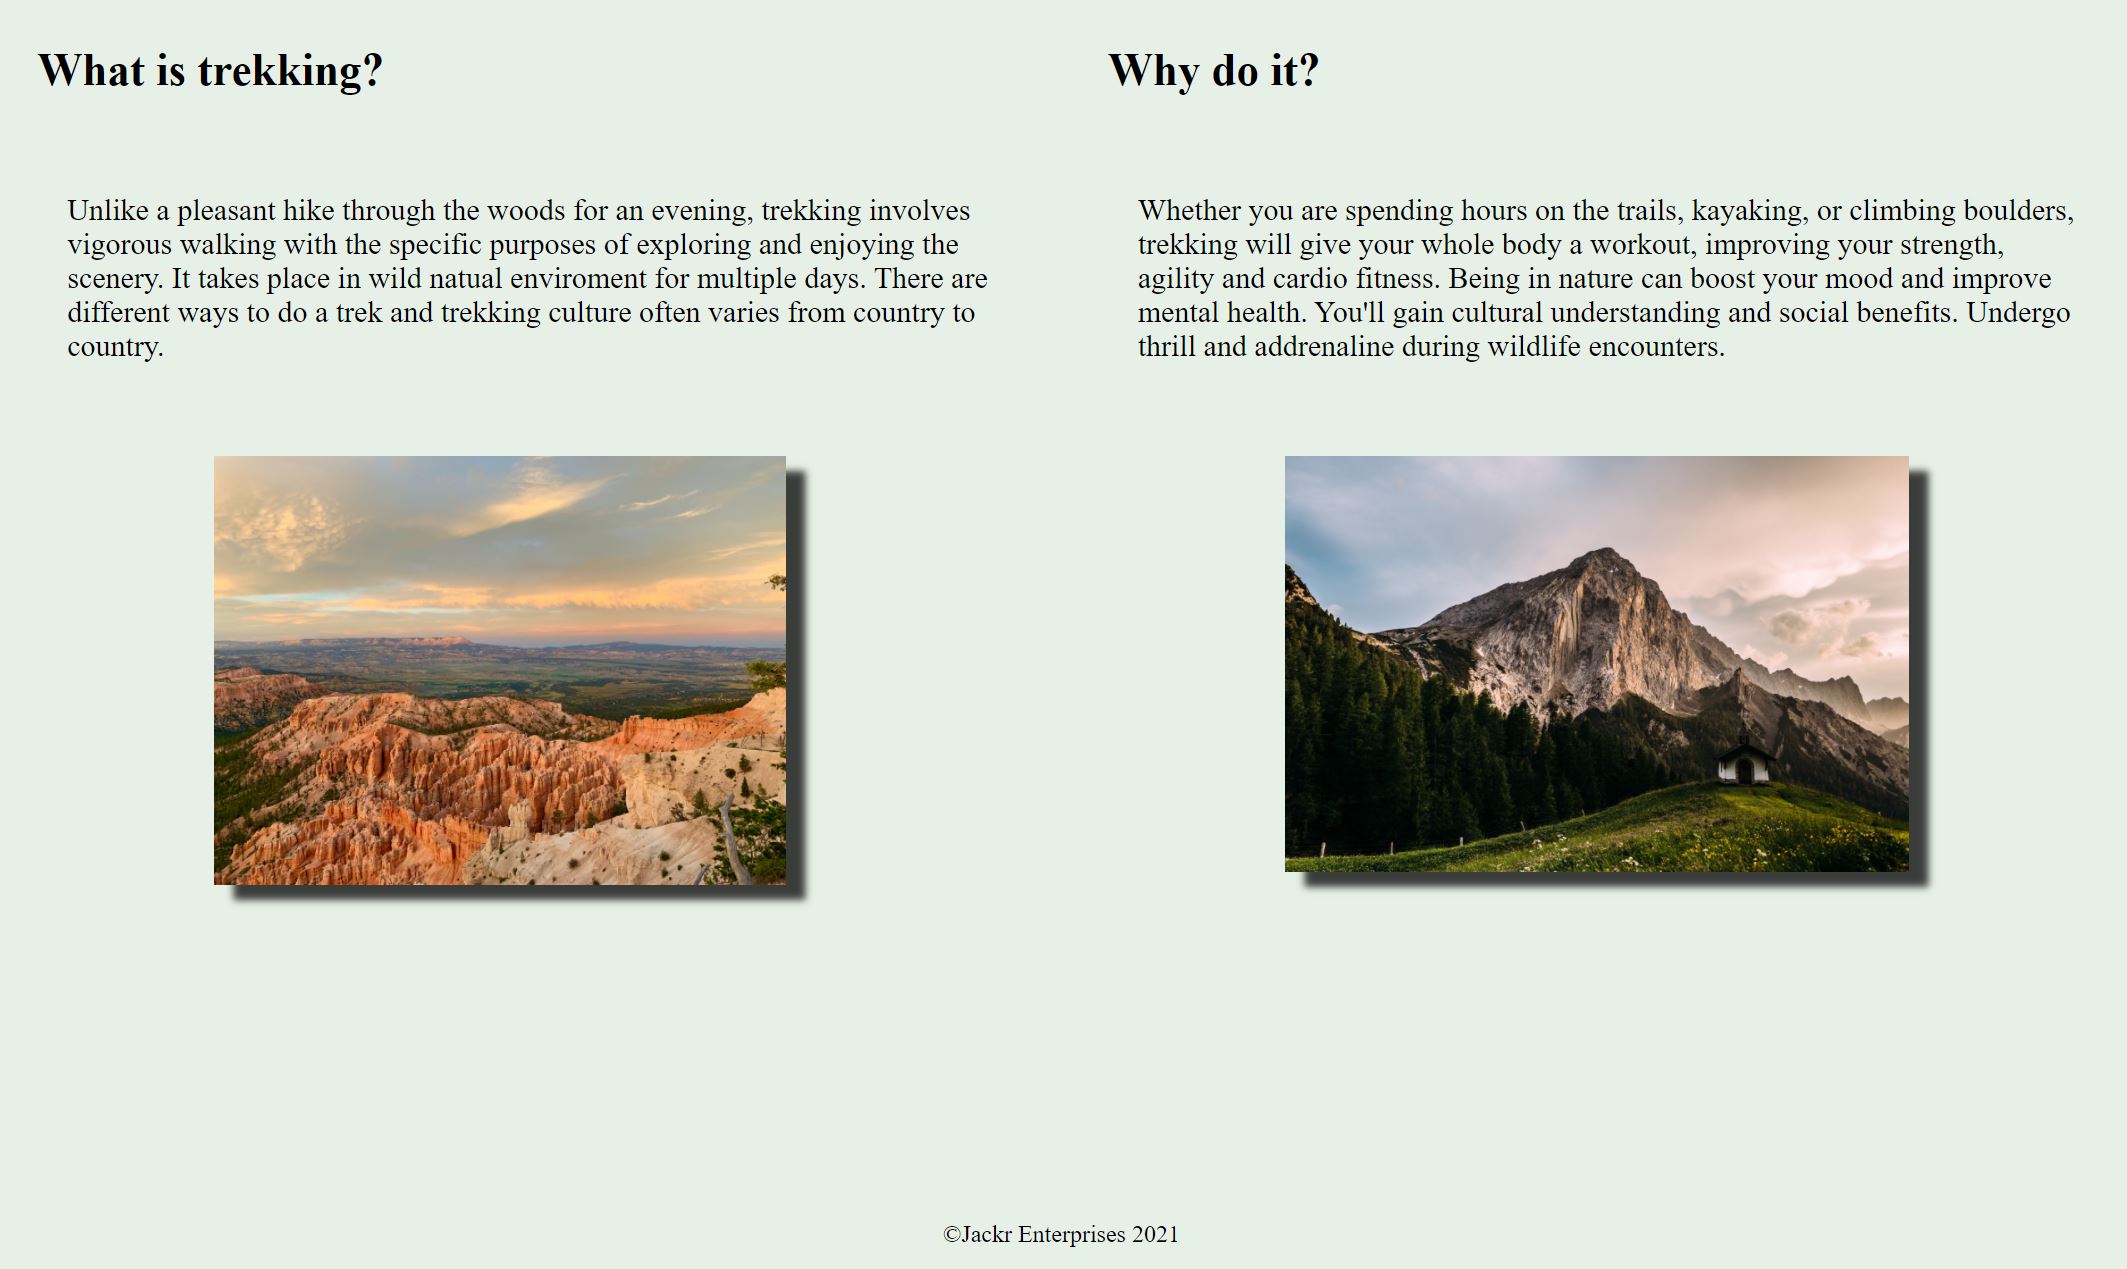 What is trekking?
Unlike a pleasant hike through the woods for an evening, trekking involves
vigorous walking with the specific purposes of exploring and enjoying the
scenery. It takes place in wild natual enviroment for multiple days. There are
different ways to do a trek and trekking culture often varies from country to
country.
Why do it?
Whether you are spending hours on the trails, kayaking, or climbing boulders,
trekking will give your whole body a workout, improving your strength,
agility and cardio fitness. Being in nature can boost your mood and improve
mental health. You'll gain cultural understanding and social benefits. Undergo
thrill and addrenaline during wildlife encounters.
©Jackr Enterprises 2021